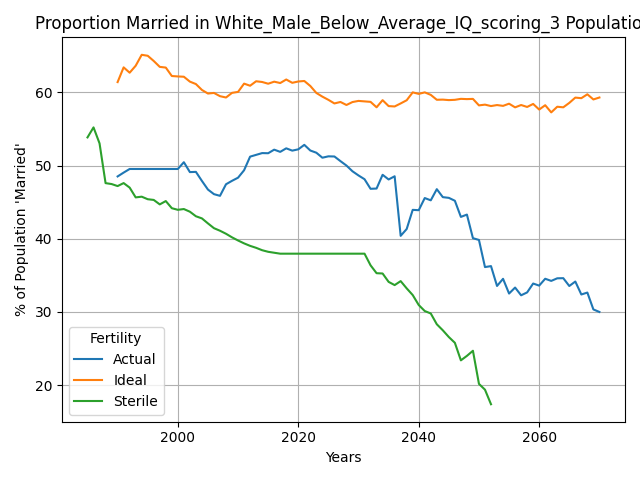 Proportion Married in White_Male_Below_Average_IQ_scoring_3 Populatio
% of Population 'Married'
60
50
40
30
20
Fertility
Actual
Ideal
Sterile
2000 2020 2040 2060
Years